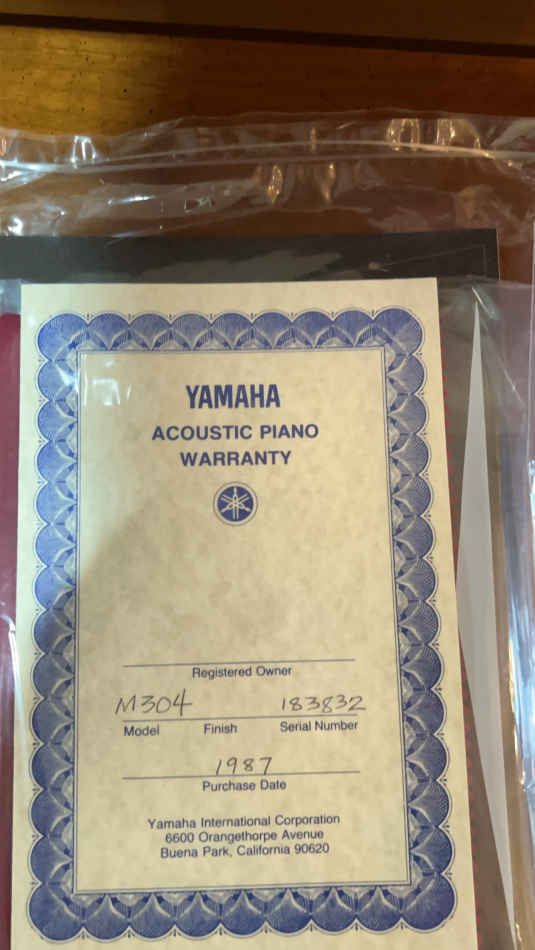 YAMAHA
ACOUSTIC PIANO
WARRANTY
Registered Owner
M304 183832
Model Finish Serial Number
1987
Purchase Date
Yamaha International Corporation
6600 Orangethorpe Avenue
Buena Park, California 90620